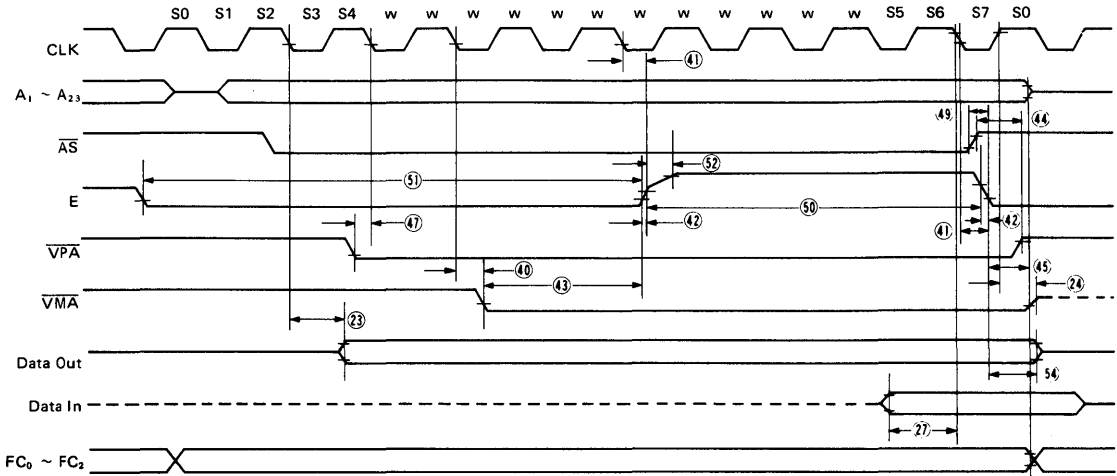 S0 S1 S2 S3 S4 w w w w w w w w w w w w S5 S6 S7 S0
CLK
41
A₁ ~ A₂₃
49 44
AS
52
51
E
50
47 42 42
41
VPA
40 45
43 24
VMA
23
Data Out
54
Data In
27
FC₀ ~ FC₂